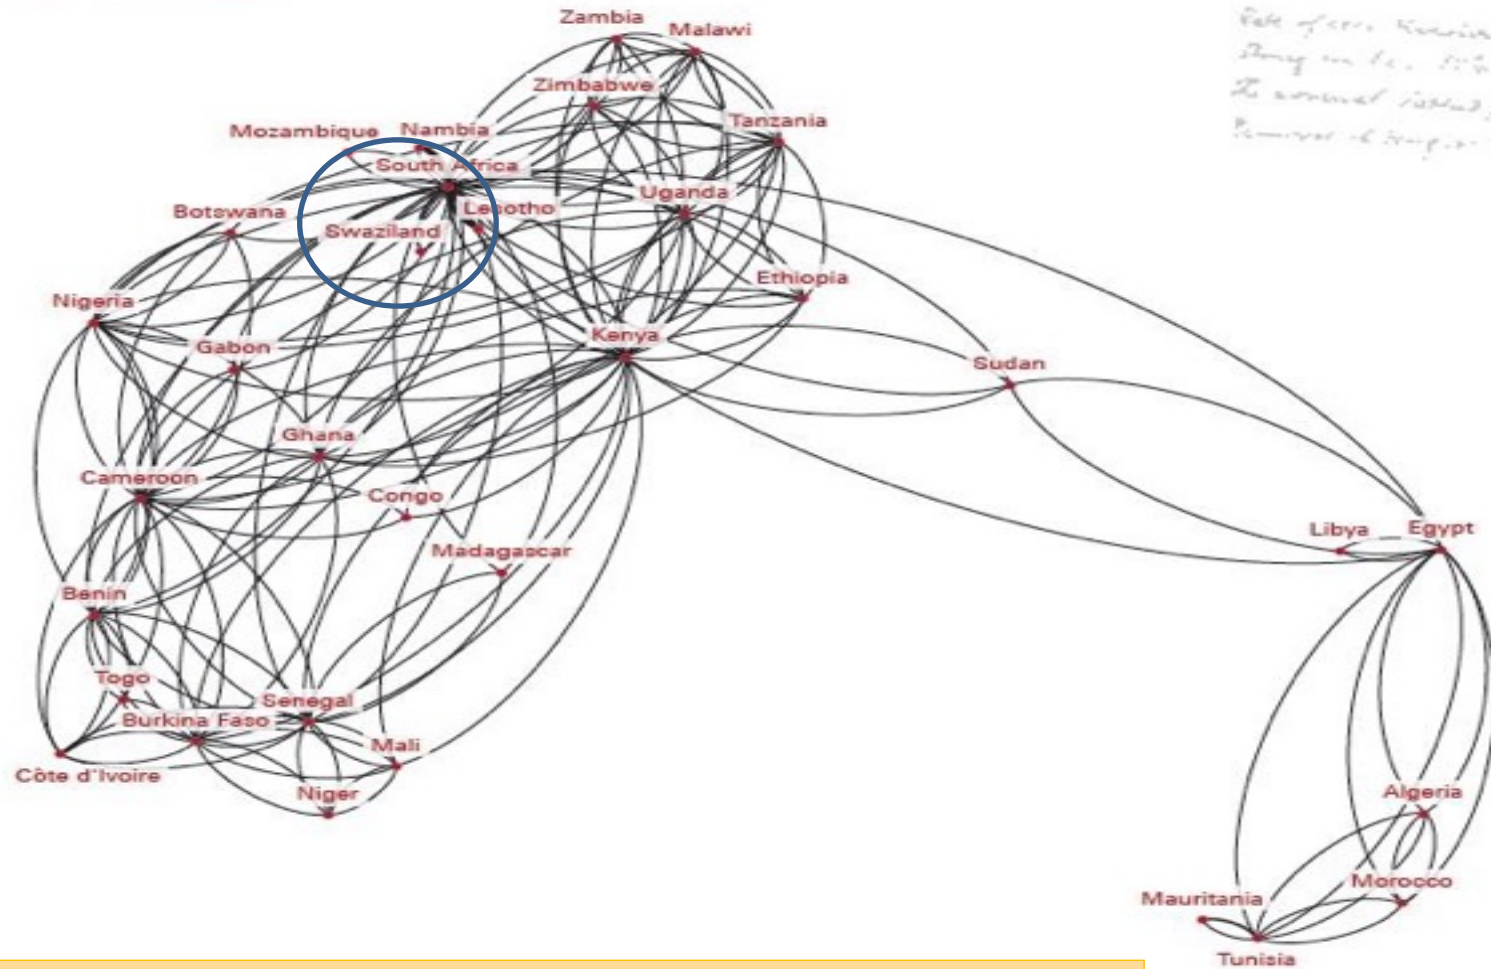 Zambia
Malawi
Zimbabwe
Tanzania
Mozambique
Nambia
South Africa
Uganda
Botswana
Lesotho
Swaziland
Ethiopia
Nigeria
Kenya
Gabon
Sudan
Ghana
Cameroon
Congo
Libya
Egypt
Madagascar
Benin
Togo
Senegal
Burkina Faso
Mali
Côte d'Ivoire
Niger
Algeria
Morocco
Mauritania
Tunisia